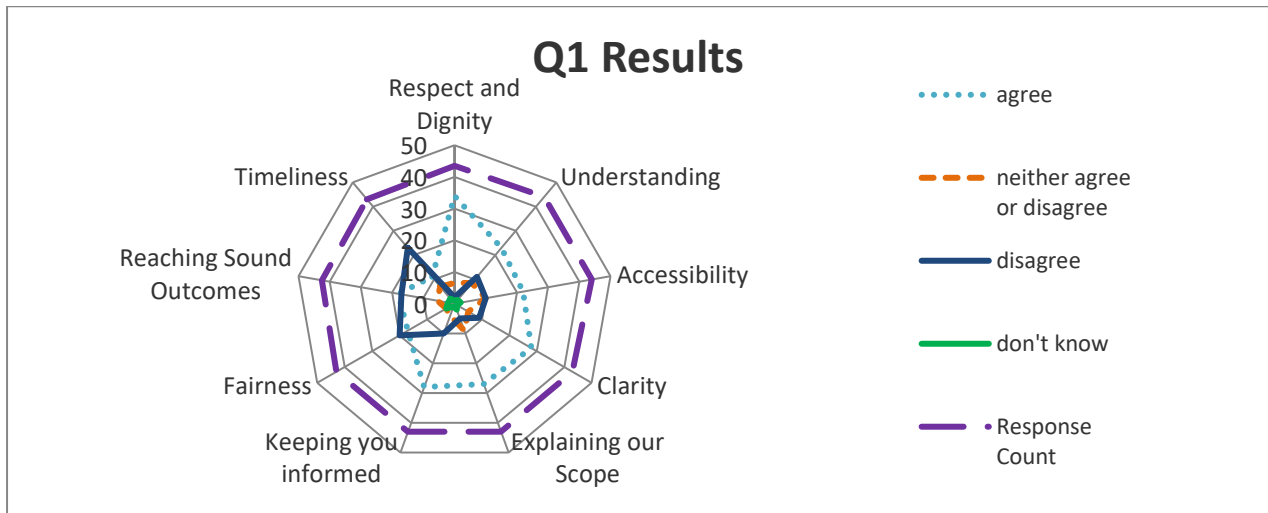 Q1 Results
Respect and
Dignity
Understanding
Accessibility
Clarity
Explaining our
Scope
Keeping you
informed
Fairness
Reaching Sound
Outcomes
Timeliness
50
40
30
20
10
0
agree
neither agree
or disagree
disagree
don't know
Response
Count